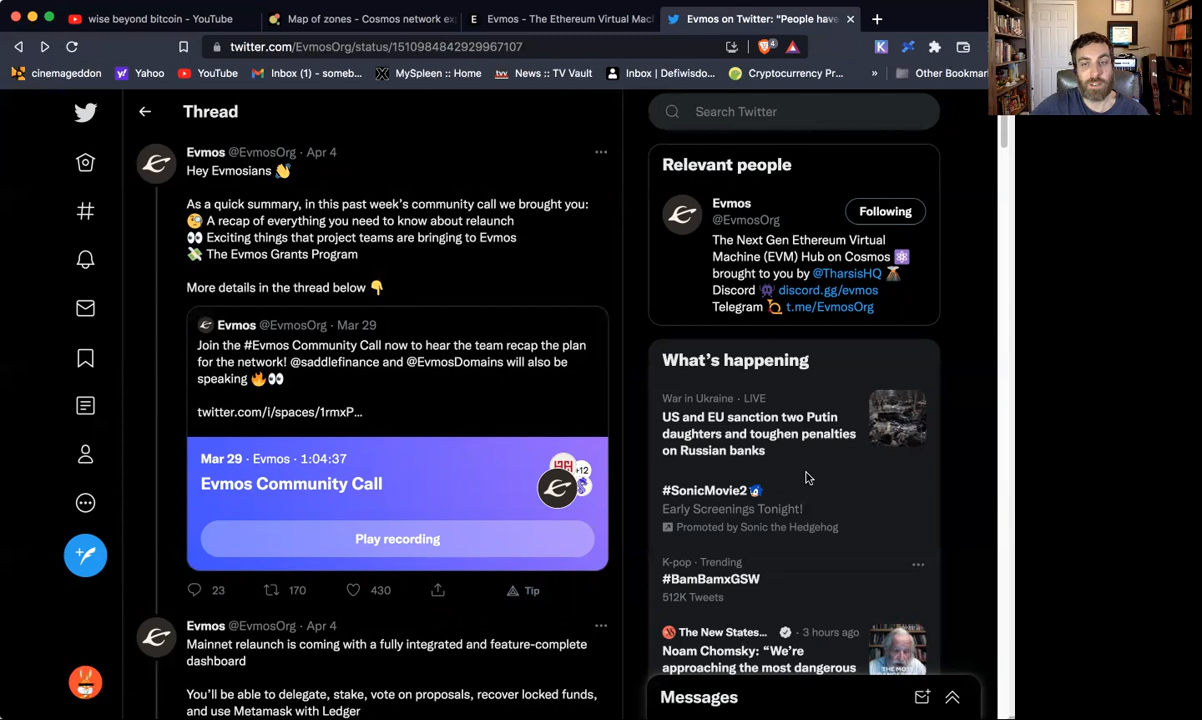 wise beyond bitcoin - YouTube
Map of zones - Cosmos network ex
Evmos - The Ethereum Virtual Mac
Evmos on Twitter: "People have
twitter.com/EvmosOrg/status/1510984842929967107
4
cinemageddon
Yahoo
YouTube
Inbox (1) - someb...
MySpleen :: Home
News :: TV Vault
Inbox | Defiwisdo...
Cryptocurrency Pr...
»
Other Bookmar
Thread
Evmos @EvmosOrg · Apr 4
Hey Evmosians 👋
As a quick summary, in this past week's community call we brought you:
🧐 A recap of everything you need to know about relaunch
👀 Exciting things that project teams are bringing to Evmos
💸 The Evmos Grants Program
More details in the thread below 👇
Evmos @EvmosOrg · Mar 29
Join the #Evmos Community Call now to hear the team recap the plan
for the network! @saddlefinance and @EvmosDomains will also be
speaking 🔥👀
twitter.com/i/spaces/1rmxP...
Mar 29 · Evmos · 1:04:37
+12
Evmos Community Call
Play recording
23
170
430
Tip
Evmos @EvmosOrg · Apr 4
Mainnet relaunch is coming with a fully integrated and feature-complete
dashboard
You'll be able to delegate, stake, vote on proposals, recover locked funds,
and use Metamask with Ledger
Search Twitter
Relevant people
Evmos
@EvmosOrg
Following
The Next Gen Ethereum Virtual
Machine (EVM) Hub on Cosmos ⚛️
brought to you by @TharsisHQ
Discord 👾 discord.gg/evmos
Telegram t.me/EvmosOrg
What's happening
War in Ukraine · LIVE
US and EU sanction two Putin
daughters and toughen penalties
on Russian banks
#SonicMovie2
Early Screenings Tonight!
Promoted by Sonic the Hedgehog
K-pop · Trending
#BamBamxGSW
512K Tweets
The New States... · 3 hours ago
Noam Chomsky: "We're
approaching the most dangerous
Messages